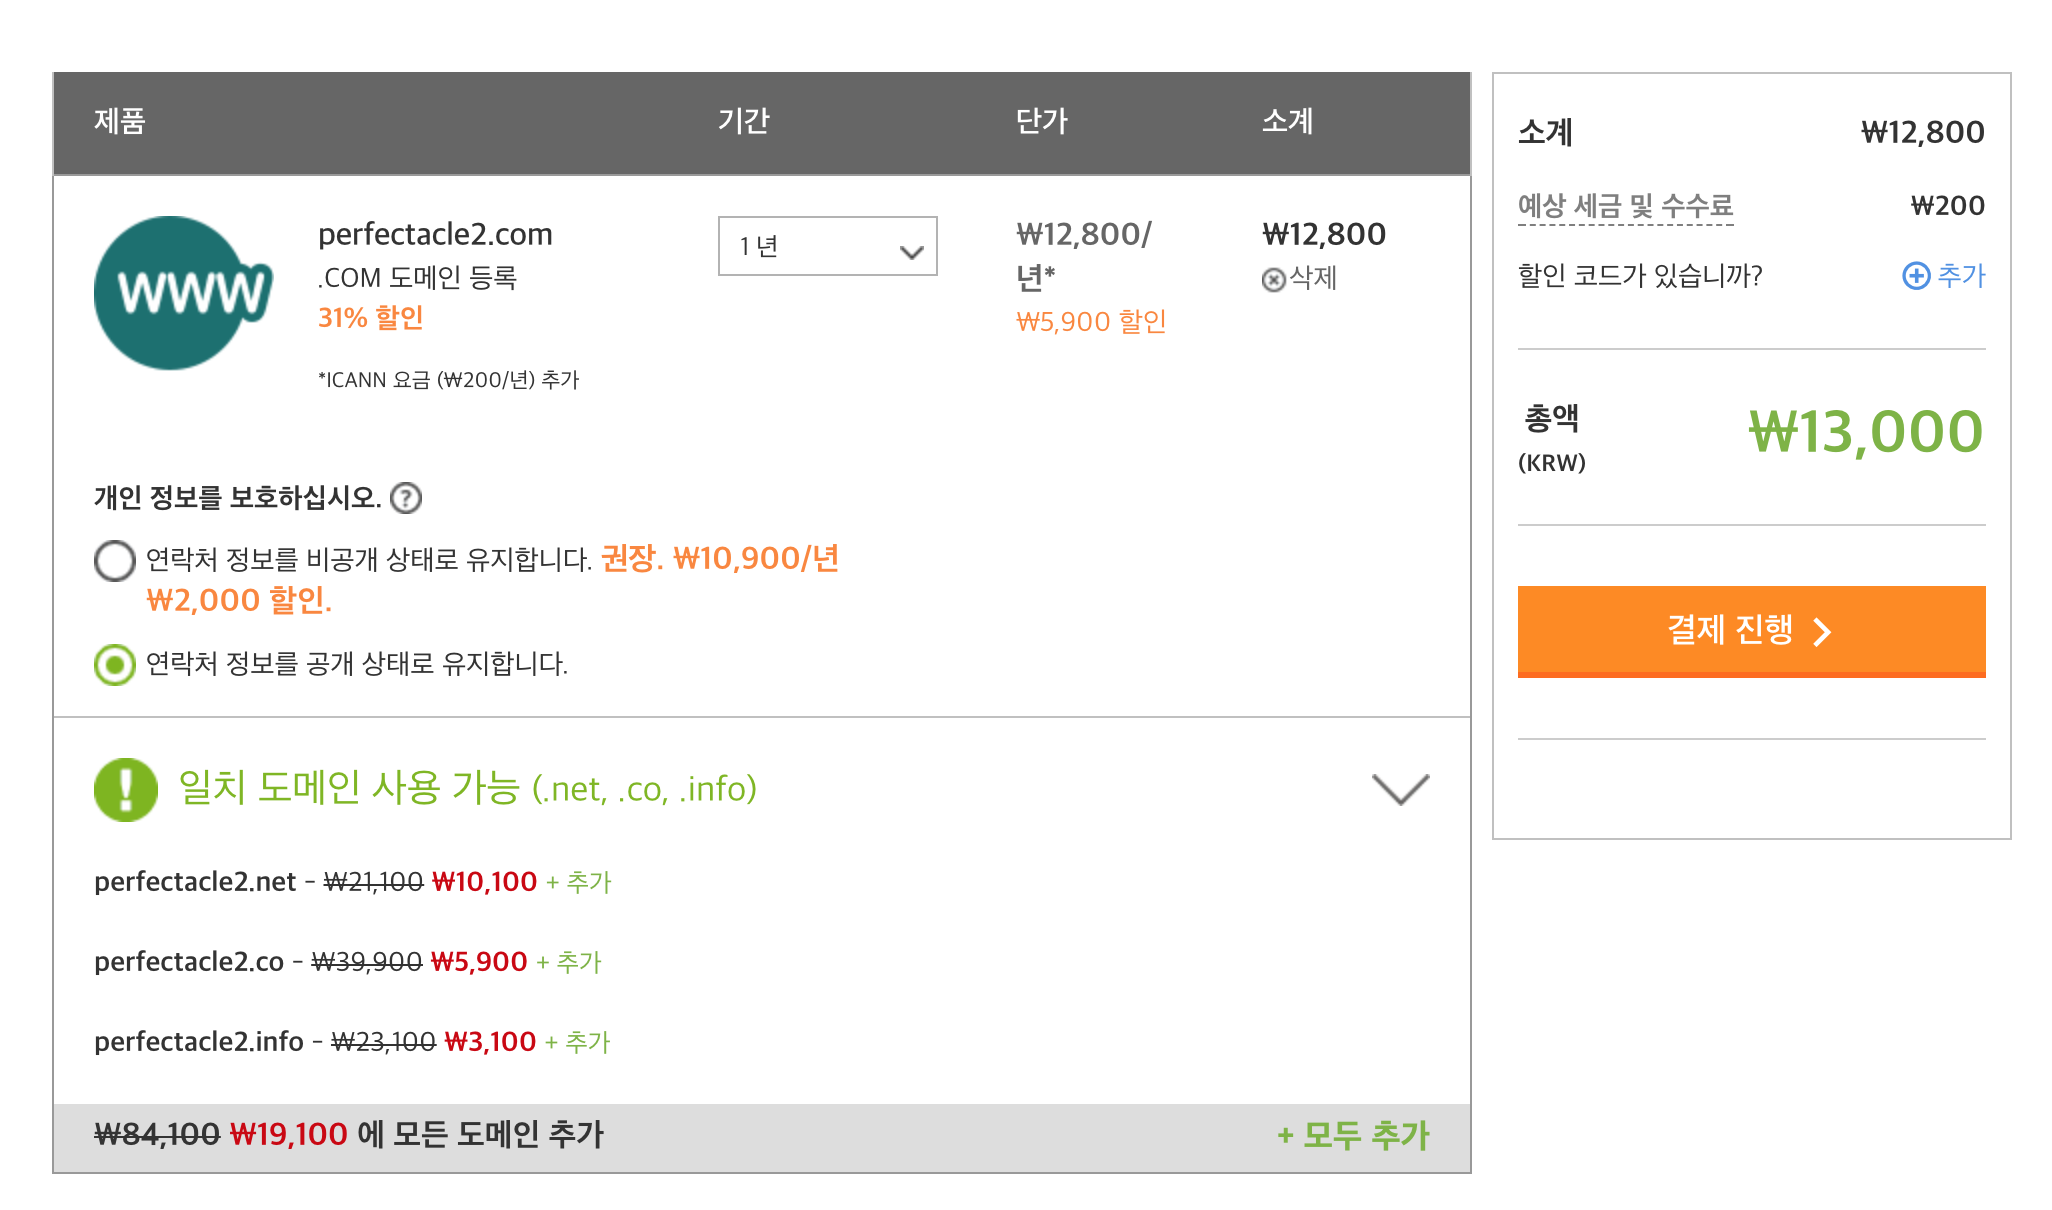 제품 기간 단가 소계
www
perfectacle2.com
.COM 도메인 등록
31% 할인
*ICANN 요금 (₩200/년) 추가
1 년
₩12,800/
년*
₩5,900 할인
₩12,800
삭제
개인 정보를 보호하십시오. ?
연락처 정보를 비공개 상태로 유지합니다. 권장. ₩10,900/년
₩2,000 할인.
연락처 정보를 공개 상태로 유지합니다.
일치 도메인 사용 가능 (.net, .co, .info)
perfectacle2.net - ₩21,100 ₩10,100 + 추가
perfectacle2.co - ₩39,900 ₩5,900 + 추가
perfectacle2.info - ₩23,100 ₩3,100 + 추가
₩84,100 ₩19,100 에 모든 도메인 추가 + 모두 추가
소계 ₩12,800
예상 세금 및 수수료 ₩200
할인 코드가 있습니까? 추가
총액 ₩13,000
(KRW)
결제 진행